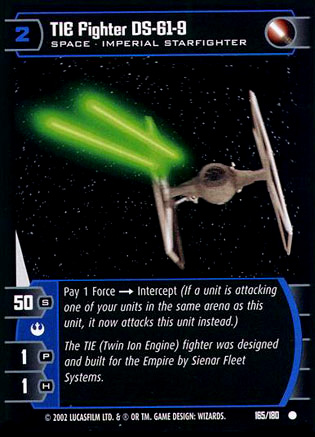 2
TIE Fighter DS-61-9
SPACE · IMPERIAL STARFIGHTER
50 S
1 P
1 H
Pay 1 Force → Intercept (If a unit is attacking
one of your units in the same arena as this
unit, it now attacks this unit instead.)
The TIE (Twin Ion Engine) fighter was designed
and built for the Empire by Sienar Fleet
Systems.
© 2002 LUCASFILM LTD. & ® OR TM. GAME DESIGN: WIZARDS.
165/180